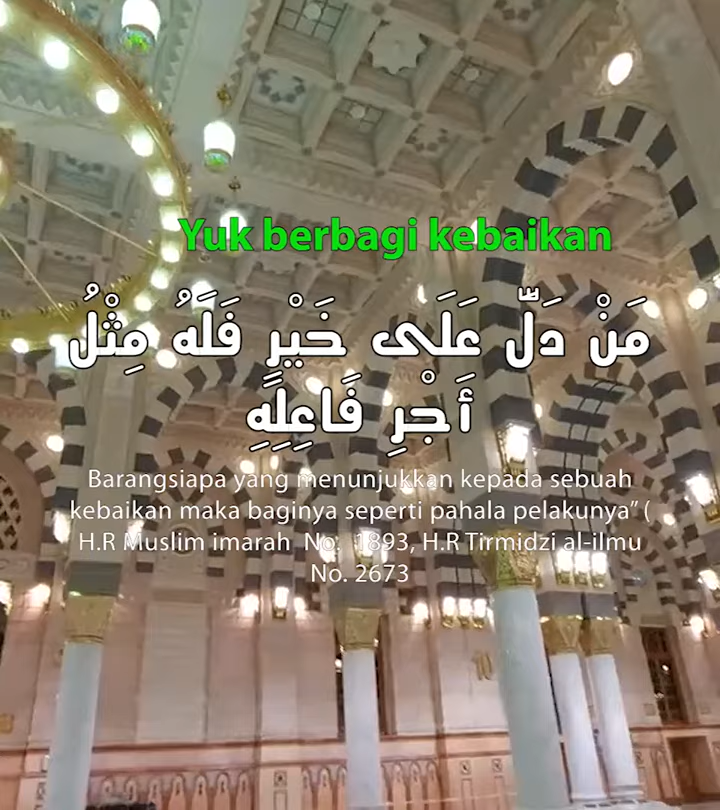 Yuk berbagi kebaikan
مَنْ دَلَّ عَلَى خَيْرٍ فَلَهُ مِثْلُ
أَجْرِ فَاعِلِهِ
Barangsiapa yang menunjukkan kepada sebuah
kebaikan maka baginya seperti pahala pelakunya” (
H.R Muslim imarah No. 1893, H.R Tirmidzi al-ilmu
No. 2673